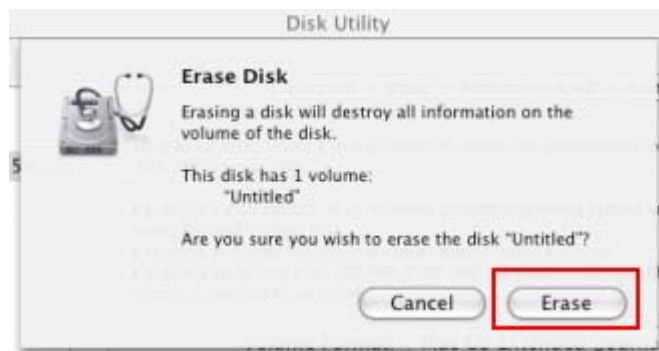 Disk Utility
Erase Disk
Erasing a disk will destroy all information on the
volume of the disk.
This disk has 1 volume:
"Untitled"
Are you sure you wish to erase the disk "Untitled"?
Cancel
Erase